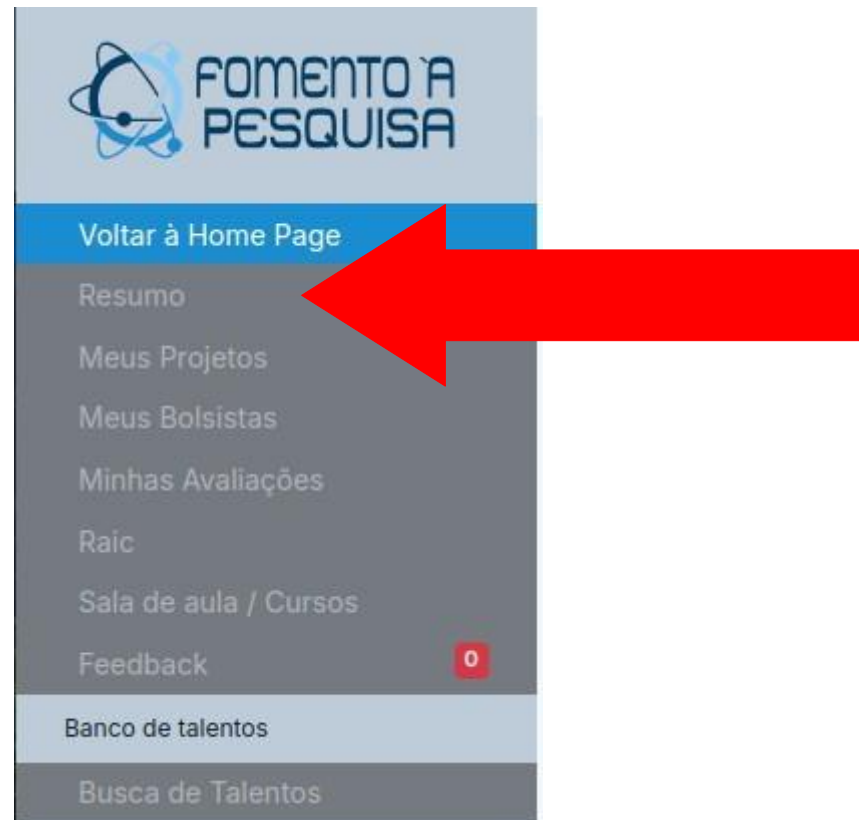 FOMENTO À
PESQUISA
Voltar à Home Page
Resumo
Meus Projetos
Meus Bolsistas
Minhas Avaliações
Raic
Sala de aula / Cursos
Feedback 0
Banco de talentos
Busca de Talentos